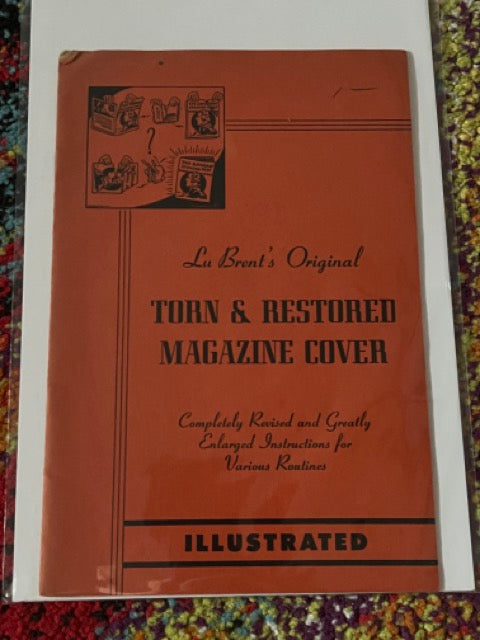 Lu Brent's Original
TORN & RESTORED
MAGAZINE COVER
Completely Revised and Greatly
Enlarged Instructions for
Various Routines
ILLUSTRATED